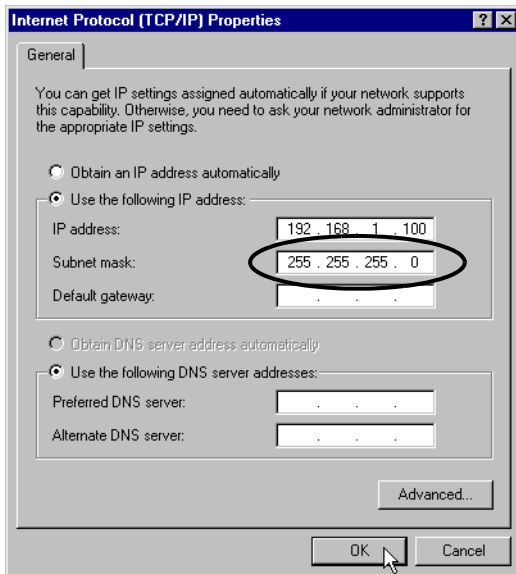 Internet Protocol (TCP/IP) Properties
General
You can get IP settings assigned automatically if your network supports
this capability. Otherwise, you need to ask your network administrator for
the appropriate IP settings.
Obtain an IP address automatically
Use the following IP address:
IP address: 192 . 168 . 1 . 100
Subnet mask: 255 . 255 . 255 . 0
Default gateway: . . .
Obtain DNS server address automatically
Use the following DNS server addresses:
Preferred DNS server: . . .
Alternate DNS server: . . .
Advanced...
OK Cancel